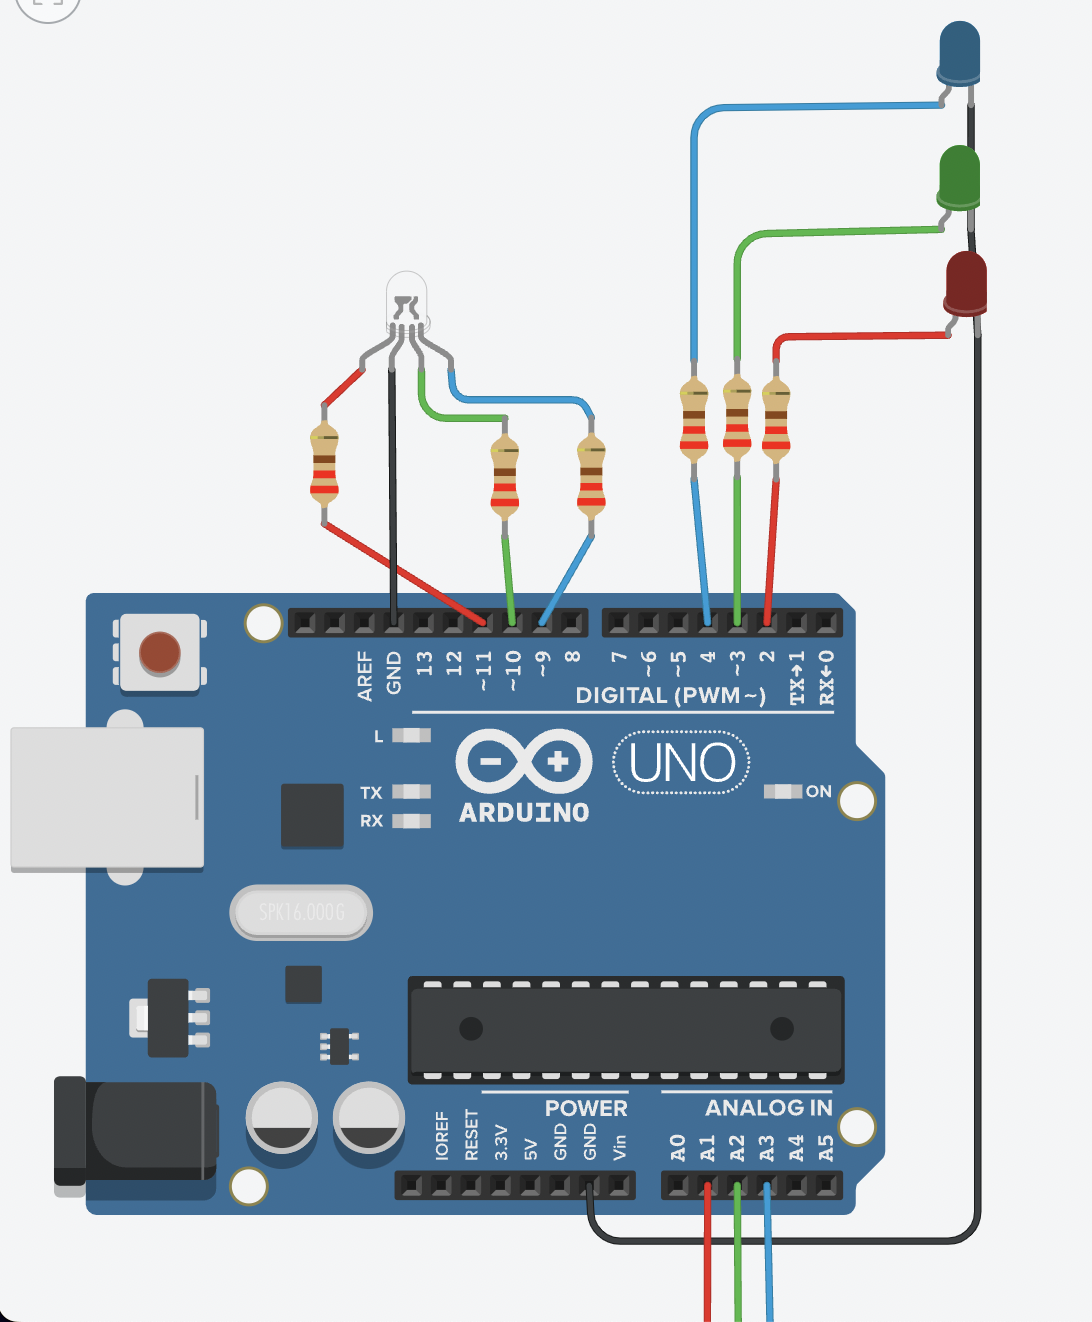 AREF
GND
13
12
~11
~10
~9
8
7
~6
~5
4
~3
2
TX→1
RX←0
DIGITAL (PWM~)
L
TX
RX
ARDUINO
UNO
ON
SPK16.000G
POWER
ANALOG IN
IOREF
RESET
3.3V
5V
GND
GND
Vin
A0
A1
A2
A3
A4
A5